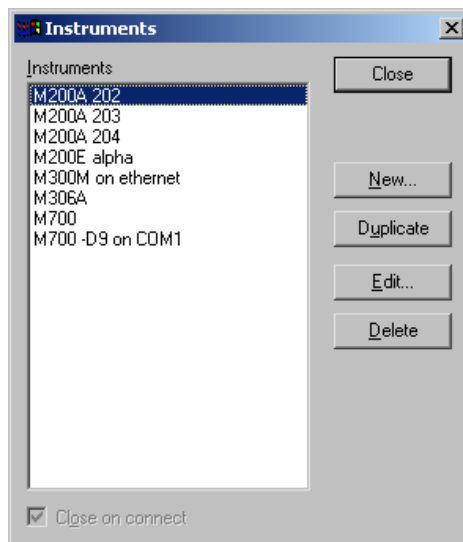 Instruments
Instruments
M200A 202
M200A 203
M200A 204
M200E alpha
M300M on ethernet
M306A
M700
M700 -D9 on COM1
Close
New...
Duplicate
Edit...
Delete
Close on connect